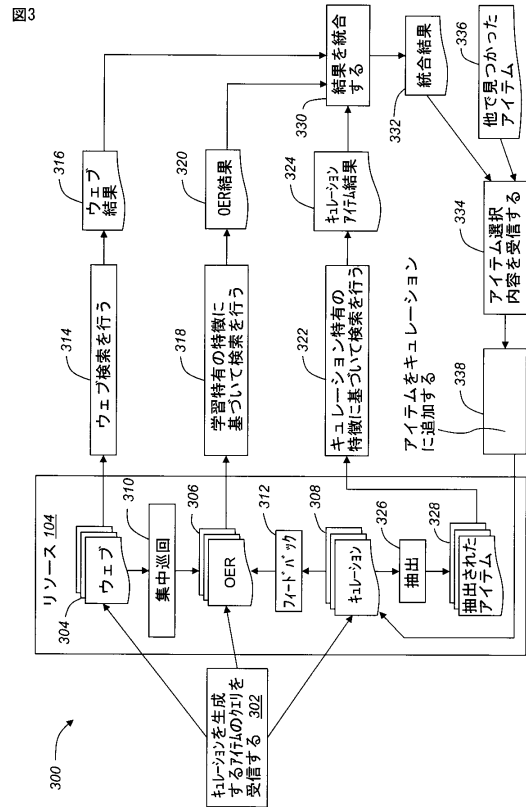 図3
300
キュレーションを生成
するアイテムのクエリを
受信する 302
リソース 104
304
ウェブ
310
集中巡回
306
OER
312
フィードバック
308
キュレーション
326
抽出
328
抽出された
アイテム
314
ウェブ検索を行う
318
学習特有の特徴に
基づいて検索を行う
322
キュレーション特有の
特徴に基づいて検索を行う
316
ウェブ
結果
320
OER結果
324
キュレーション
アイテム結果
330
結果を統合
する
332
統合結果
336
他で見つかった
アイテム
334
アイテム選択
内容を受信する
338
アイテムをキュレーション
に追加する